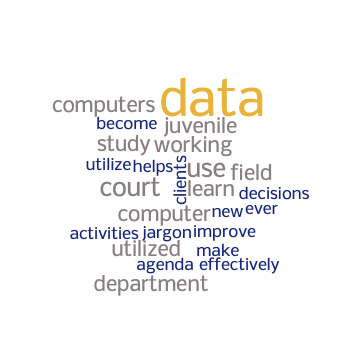 data
computers
become juvenile
study working
utilize helps clients use field
court learn decisions
computer new ever
activities jargon improve
utilized make
agenda effectively
department